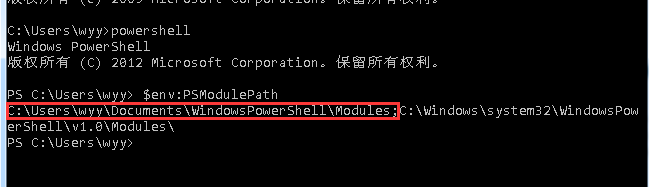 版权所有 (c) 2009 Microsoft Corporation。保留所有权利。
C:\Users\wyy>powershell
Windows PowerShell
版权所有 (C) 2012 Microsoft Corporation。保留所有权利。
PS C:\Users\wyy> $env:PSModulePath
C:\Users\wyy\Documents\WindowsPowerShell\Modules;C:\Windows\system32\WindowsPow
erShell\v1.0\Modules\
PS C:\Users\wyy>